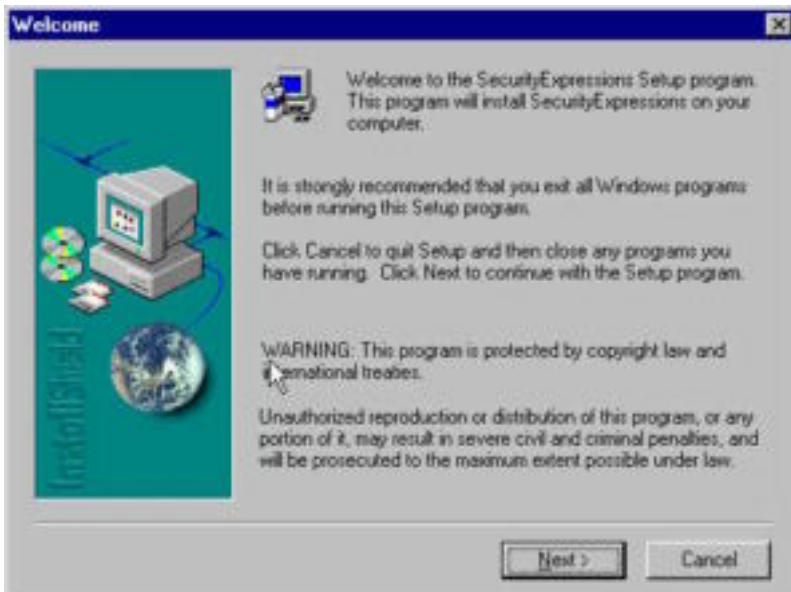 Welcome
Welcome to the SecurityExpressions Setup program.
This program will install SecurityExpressions on your
computer.
It is strongly recommended that you exit all Windows programs
before running this Setup program.
Click Cancel to quit Setup and then close any programs you
have running. Click Next to continue with the Setup program.
WARNING: This program is protected by copyright law and
international treaties.
Unauthorized reproduction or distribution of this program, or any
portion of it, may result in severe civil and criminal penalties, and
will be prosecuted to the maximum extent possible under law.
InstallShield
Next >
Cancel